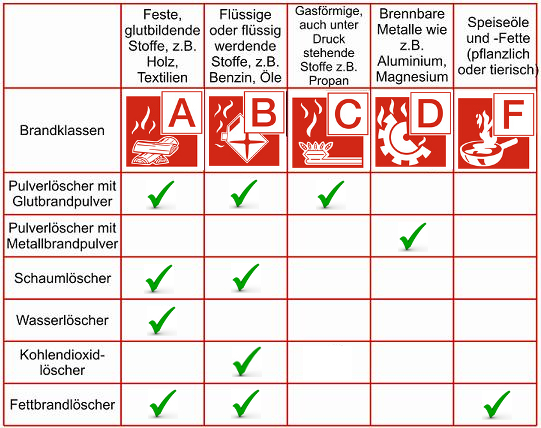 Feste,
glutbildende
Stoffe, z.B.
Holz,
Textilien
Flüssige
oder flüssig
werdende
Stoffe, z.B.
Benzin, Öle
Gasförmige,
auch unter
Druck
stehende
Stoffe z.B.
Propan
Brennbare
Metalle wie
z.B.
Aluminium,
Magnesium
Speiseöle
und -Fette
(pflanzlich
oder tierisch)
Brandklassen
A
B
C
D
F
Pulverlöscher mit
Glutbrandpulver
Pulverlöscher mit
Metallbrandpulver
Schaumlöscher
Wasserlöscher
Kohlendioxid-
löscher
Fettbrandlöscher